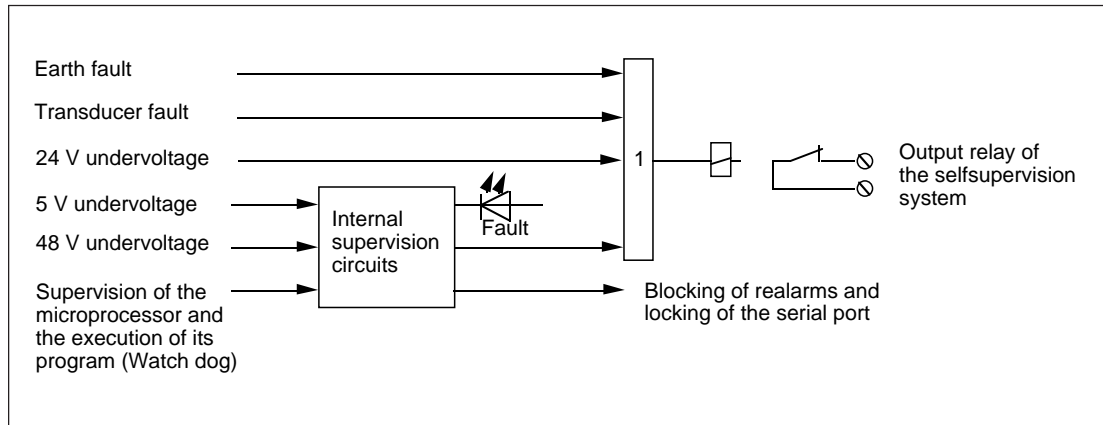 Earth fault
Transducer fault
24 V undervoltage
5 V undervoltage
48 V undervoltage
Supervision of the
microprocessor and
the execution of its
program (Watch dog)
Internal
supervision
circuits
Fault
1
Output relay of
the selfsupervision
system
Blocking of realarms and
locking of the serial port